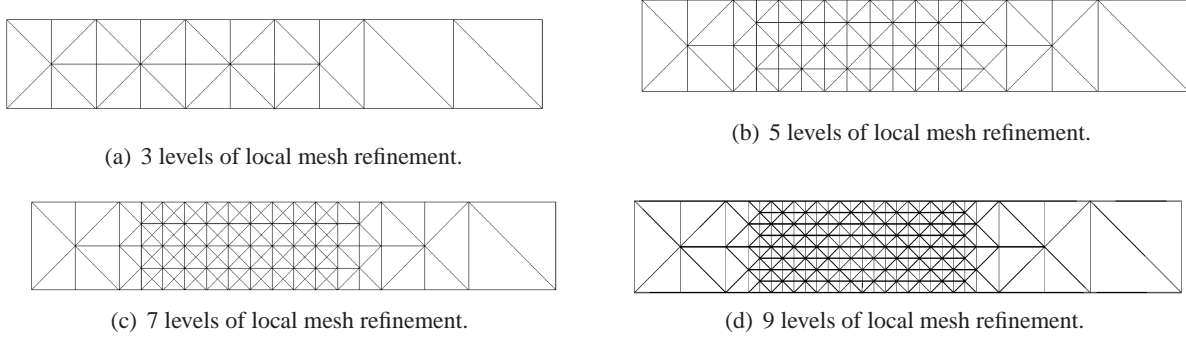 (a) 3 levels of local mesh refinement.
(b) 5 levels of local mesh refinement.
(c) 7 levels of local mesh refinement.
(d) 9 levels of local mesh refinement.